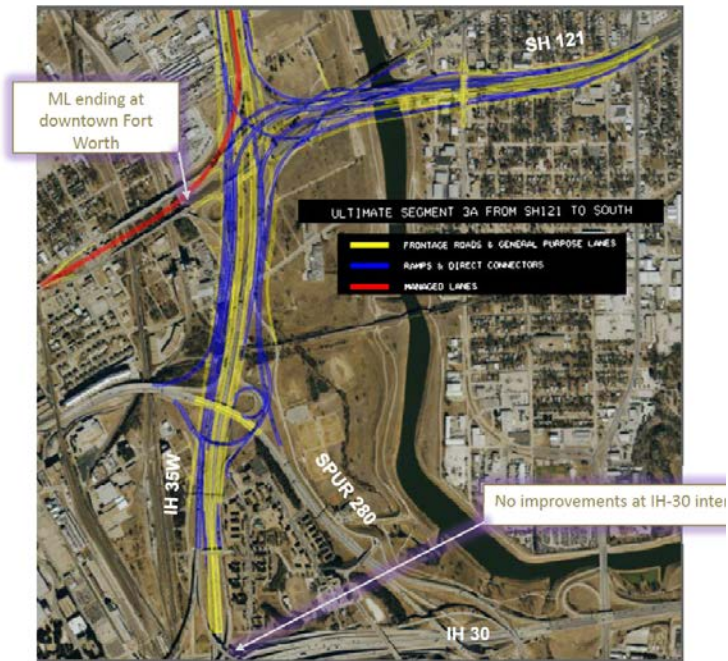 SH 121
ML ending at
downtown Fort
Worth
ULTIMATE SEGMENT 3A FROM SH121 TO SOUTH
FRONTAGE ROADS & GENERAL PURPOSE LANES
RAMPS & DIRECT CONNECTORS
MANAGED LANES
IH 35W
SPUR 280
No improvements at IH-30 inter
IH 30